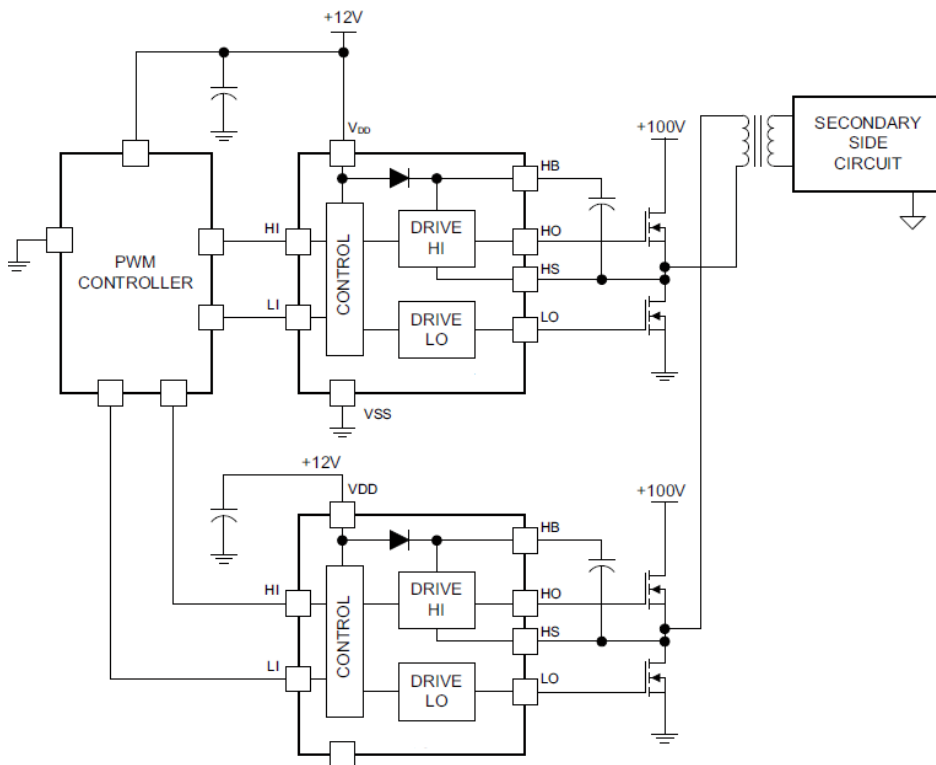 +12V
VDD
+100V
SECONDARY
SIDE
CIRCUIT
HB
PWM
CONTROLLER
HI
CONTROL
DRIVE
HI
HO
HS
LI
DRIVE
LO
LO
VSS
+12V
VDD
+100V
HB
HI
CONTROL
DRIVE
HI
HO
HS
LI
DRIVE
LO
LO